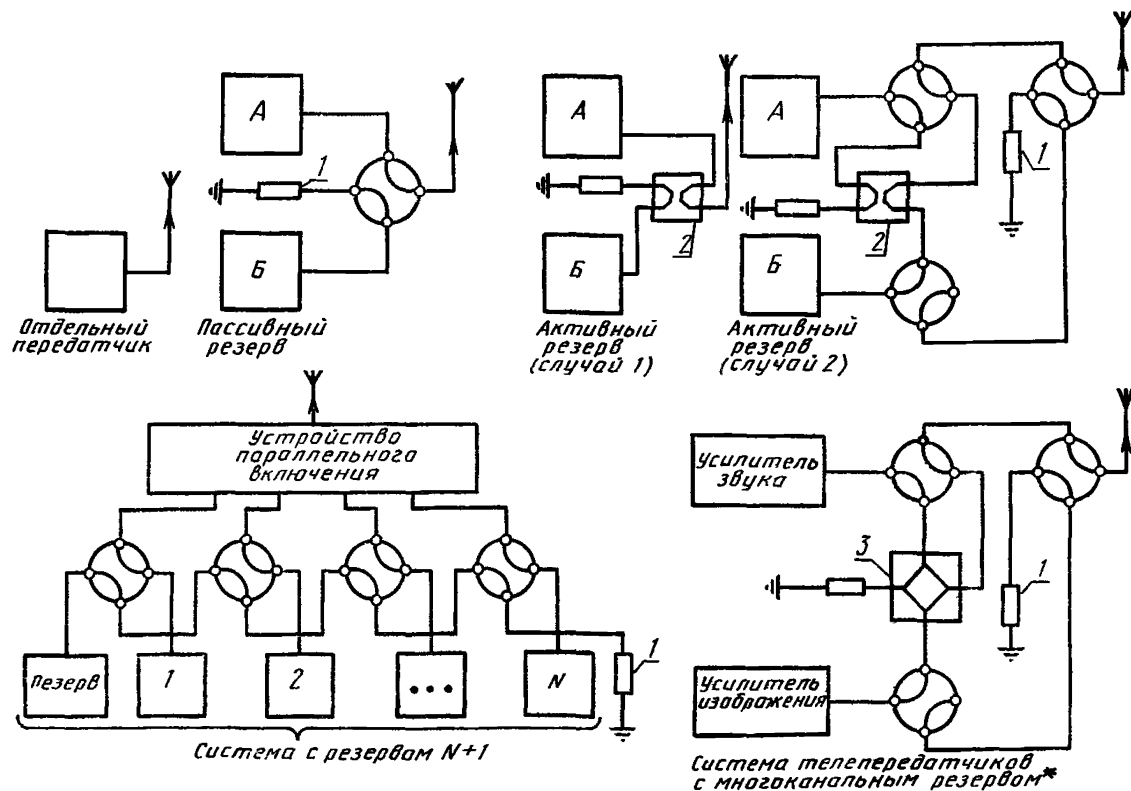 А
1
Б
Отдельный
передатчик
Пассивный
резерв
А
2
Б
Активный
резерв
(случай 1)
А
1
2
Б
Активный
резерв
(случай 2)
Устройство
параллельного
включения
Резерв
1
2
...
N
1
Система с резервом N+1
Усилитель
звука
3
1
Усилитель
изображения
Система телепередатчиков
с многоканальным резервом*